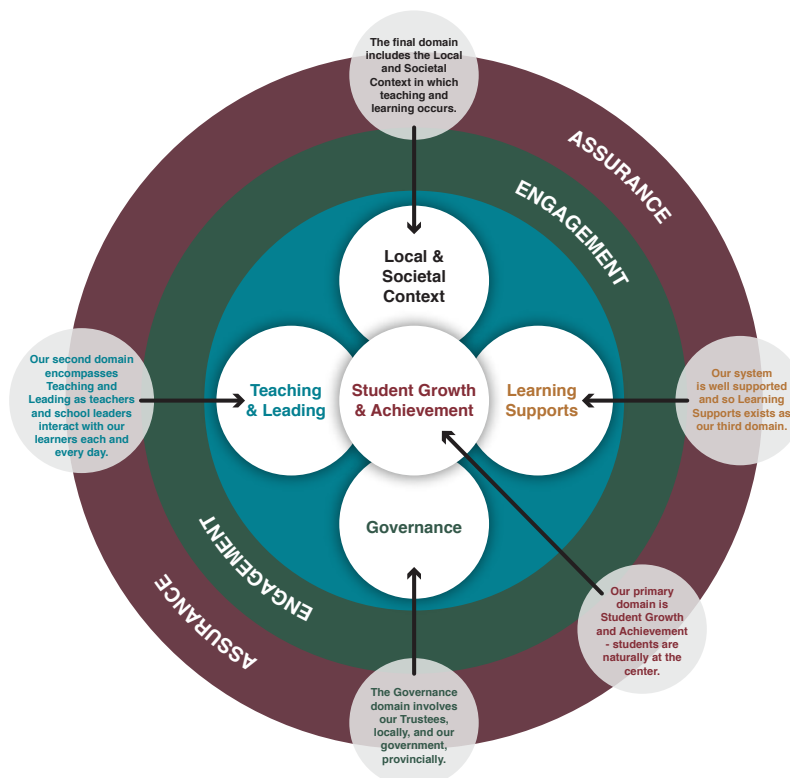 The final domain
includes the Local
and Societal
Context in which
teaching and
learning occurs.
ASSURANCE
ENGAGEMENT
Local &
Societal
Context
Our second domain
encompasses
Teaching and
Leading as teachers
and school leaders
interact with our
learners each and
every day.
Teaching
& Leading
Student Growth
& Achievement
Learning
Supports
Our system
is well supported
and so Learning
Supports exists as
our third domain.
Governance
ENGAGEMENT
ASSURANCE
Our primary
domain is
Student Growth
and Achievement
- students are
naturally at the
center.
The Governance
domain involves
our Trustees,
locally, and our
government,
provincially.